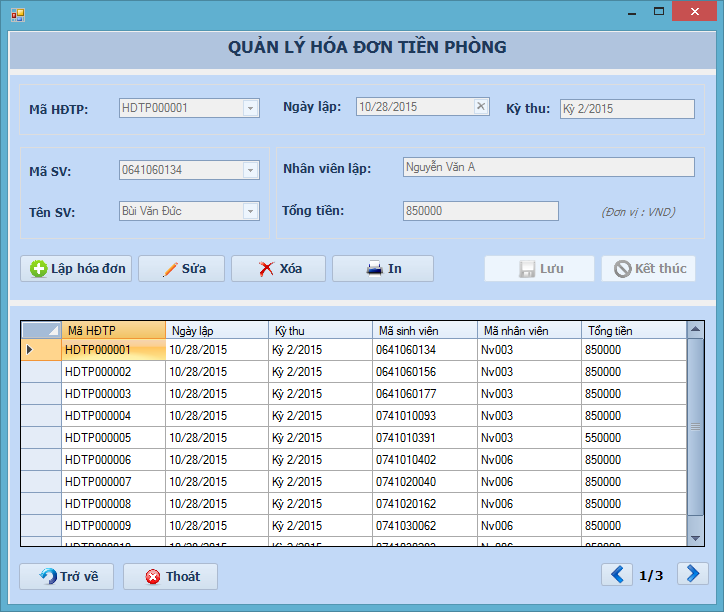 QUẢN LÝ HÓA ĐƠN TIỀN PHÒNG
Mã HĐTP: HDTP000001 Ngày lập: 10/28/2015 Kỳ thu: Kỳ 2/2015
Mã SV: 0641060134 Nhân viên lập: Nguyễn Văn A
Tên SV: Bùi Văn Đức Tổng tiền: 850000 (Đơn vị : VND)
Lập hóa đơn Sửa Xóa In Lưu Kết thúc
Mã HĐTP Ngày lập Kỳ thu Mã sinh viên Mã nhân viên Tổng tiền
HDTP000001 10/28/2015 Kỳ 2/2015 0641060134 Nv003 850000
HDTP000002 10/28/2015 Kỳ 2/2015 0641060156 Nv003 850000
HDTP000003 10/28/2015 Kỳ 2/2015 0641060177 Nv003 850000
HDTP000004 10/28/2015 Kỳ 2/2015 0741010093 Nv003 850000
HDTP000005 10/28/2015 Kỳ 2/2015 0741010391 Nv003 550000
HDTP000006 10/28/2015 Kỳ 2/2015 0741010402 Nv006 850000
HDTP000007 10/28/2015 Kỳ 2/2015 0741020040 Nv006 850000
HDTP000008 10/28/2015 Kỳ 2/2015 0741020162 Nv006 850000
HDTP000009 10/28/2015 Kỳ 2/2015 0741030062 Nv006 850000
Trở về Thoát 1/3